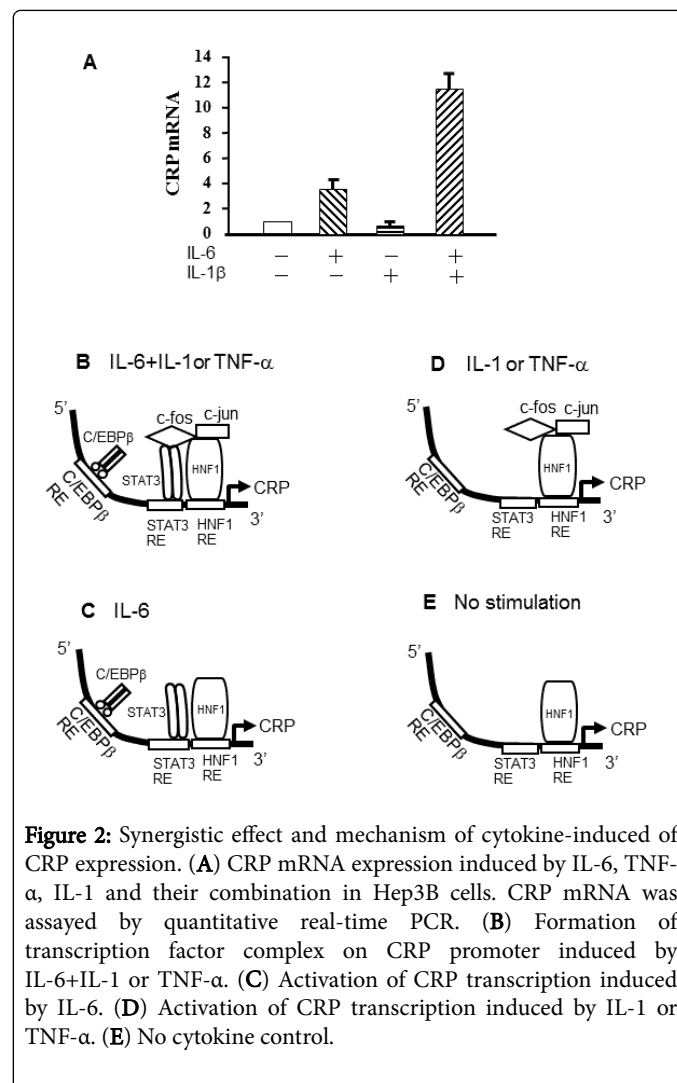 A
14
12
10
8
6
4
2
0
CRP mRNA
IL-6 − + − +
IL-1β − − + +
B IL-6+IL-1or TNF-α
5’
C/EBPβ
C/EBPβ
RE
c-fos
c-jun
STAT3
HNF1
CRP
STAT3
RE
HNF1
RE
3’
D IL-1 or TNF-α
5’
C/EBPβ
RE
c-fos
c-jun
HNF1
CRP
STAT3
RE
HNF1
RE
3’
C IL-6
5’
C/EBPβ
C/EBPβ
RE
STAT3
HNF1
CRP
STAT3
RE
HNF1
RE
3’
E No stimulation
5’
C/EBPβ
RE
HNF1
CRP
STAT3
RE
HNF1
RE
3’
Figure 2: Synergistic effect and mechanism of cytokine-induced of
CRP expression. (A) CRP mRNA expression induced by IL-6, TNF-
α, IL-1 and their combination in Hep3B cells. CRP mRNA was
assayed by quantitative real-time PCR. (B) Formation of
transcription factor complex on CRP promoter induced by
IL-6+IL-1 or TNF-α. (C) Activation of CRP transcription induced
by IL-6. (D) Activation of CRP transcription induced by IL-1 or
TNF-α. (E) No cytokine control.